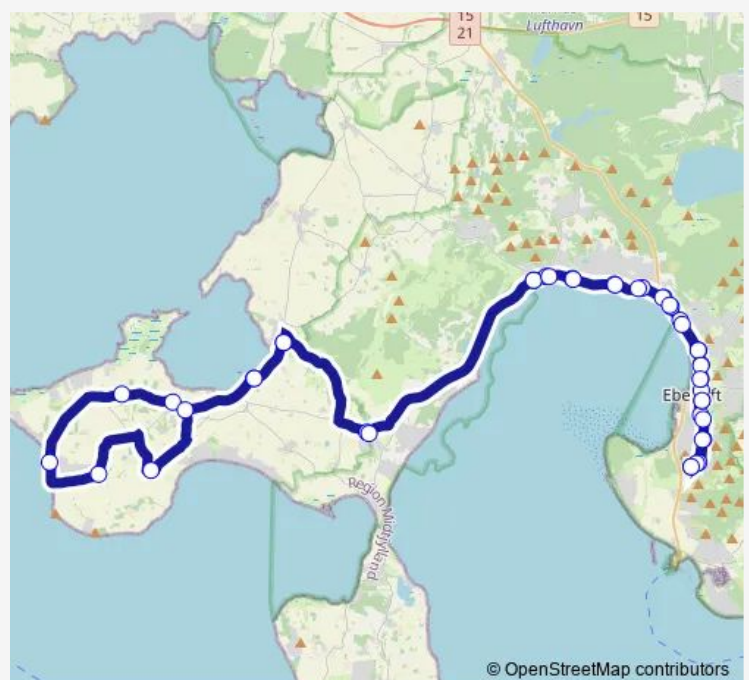 15
21
Lufthavn
15
Ebeltoft
Region Midtjylland
© OpenStreetMap contributors